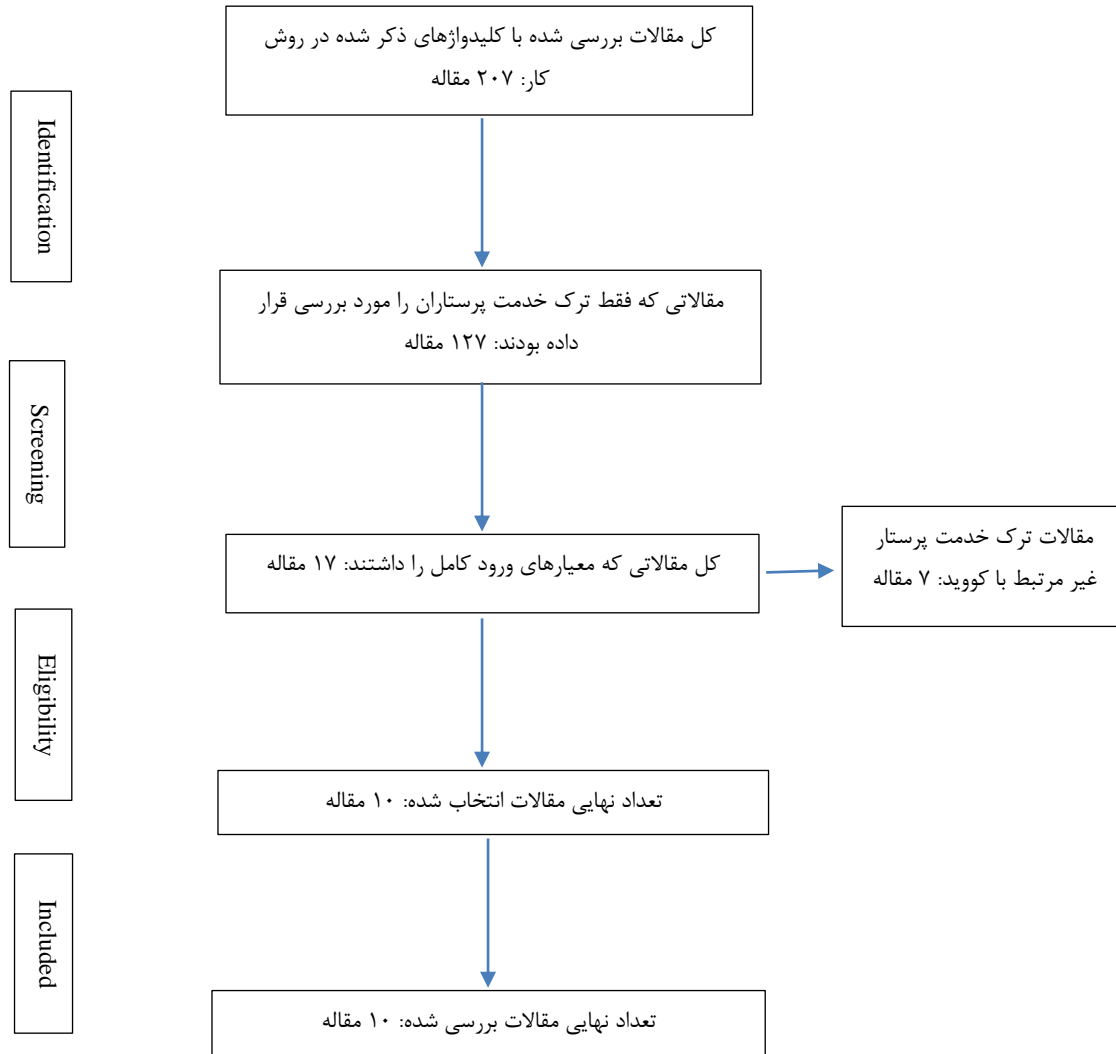 کل مقالات بررسی شده با کلیدواژهای ذکر شده در روش
کار: ۲۰۷ مقاله
Identification
مقالاتی که فقط ترک خدمت پرستاران را مورد بررسی قرار
داده بودند: ۱۲۷ مقاله
Screening
کل مقالاتی که معیارهای ورود کامل را داشتند: ۱۷ مقاله
مقالات ترک خدمت پرستار
غیر مرتبط با کووید: ۷ مقاله
Eligibility
تعداد نهایی مقالات انتخاب شده: ۱۰ مقاله
Included
تعداد نهایی مقالات بررسی شده: ۱۰ مقاله